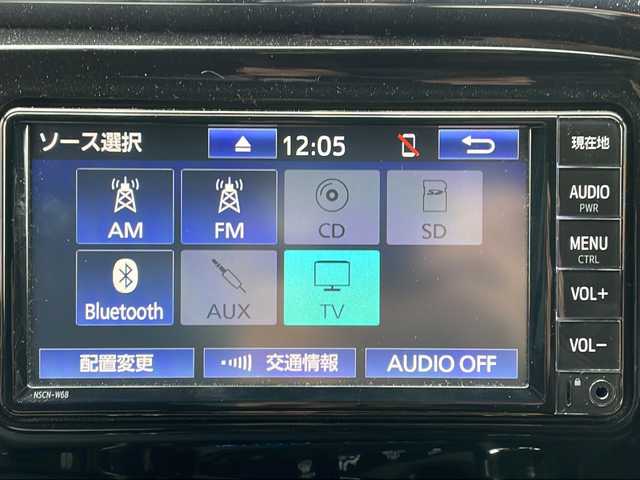 ソース選択 12:05
現在地
AM FM CD SD
AUDIO
PWR
MENU
CTRL
Bluetooth AUX TV
VOL+
VOL−
配置変更 交通情報 AUDIO OFF
NSCN-W68